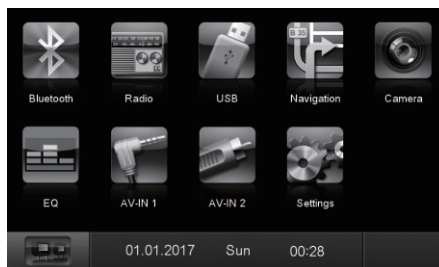 B 35
Bluetooth Radio USB Navigation Camera
EQ AV-IN 1 AV-IN 2 Settings
01.01.2017 Sun 00:28